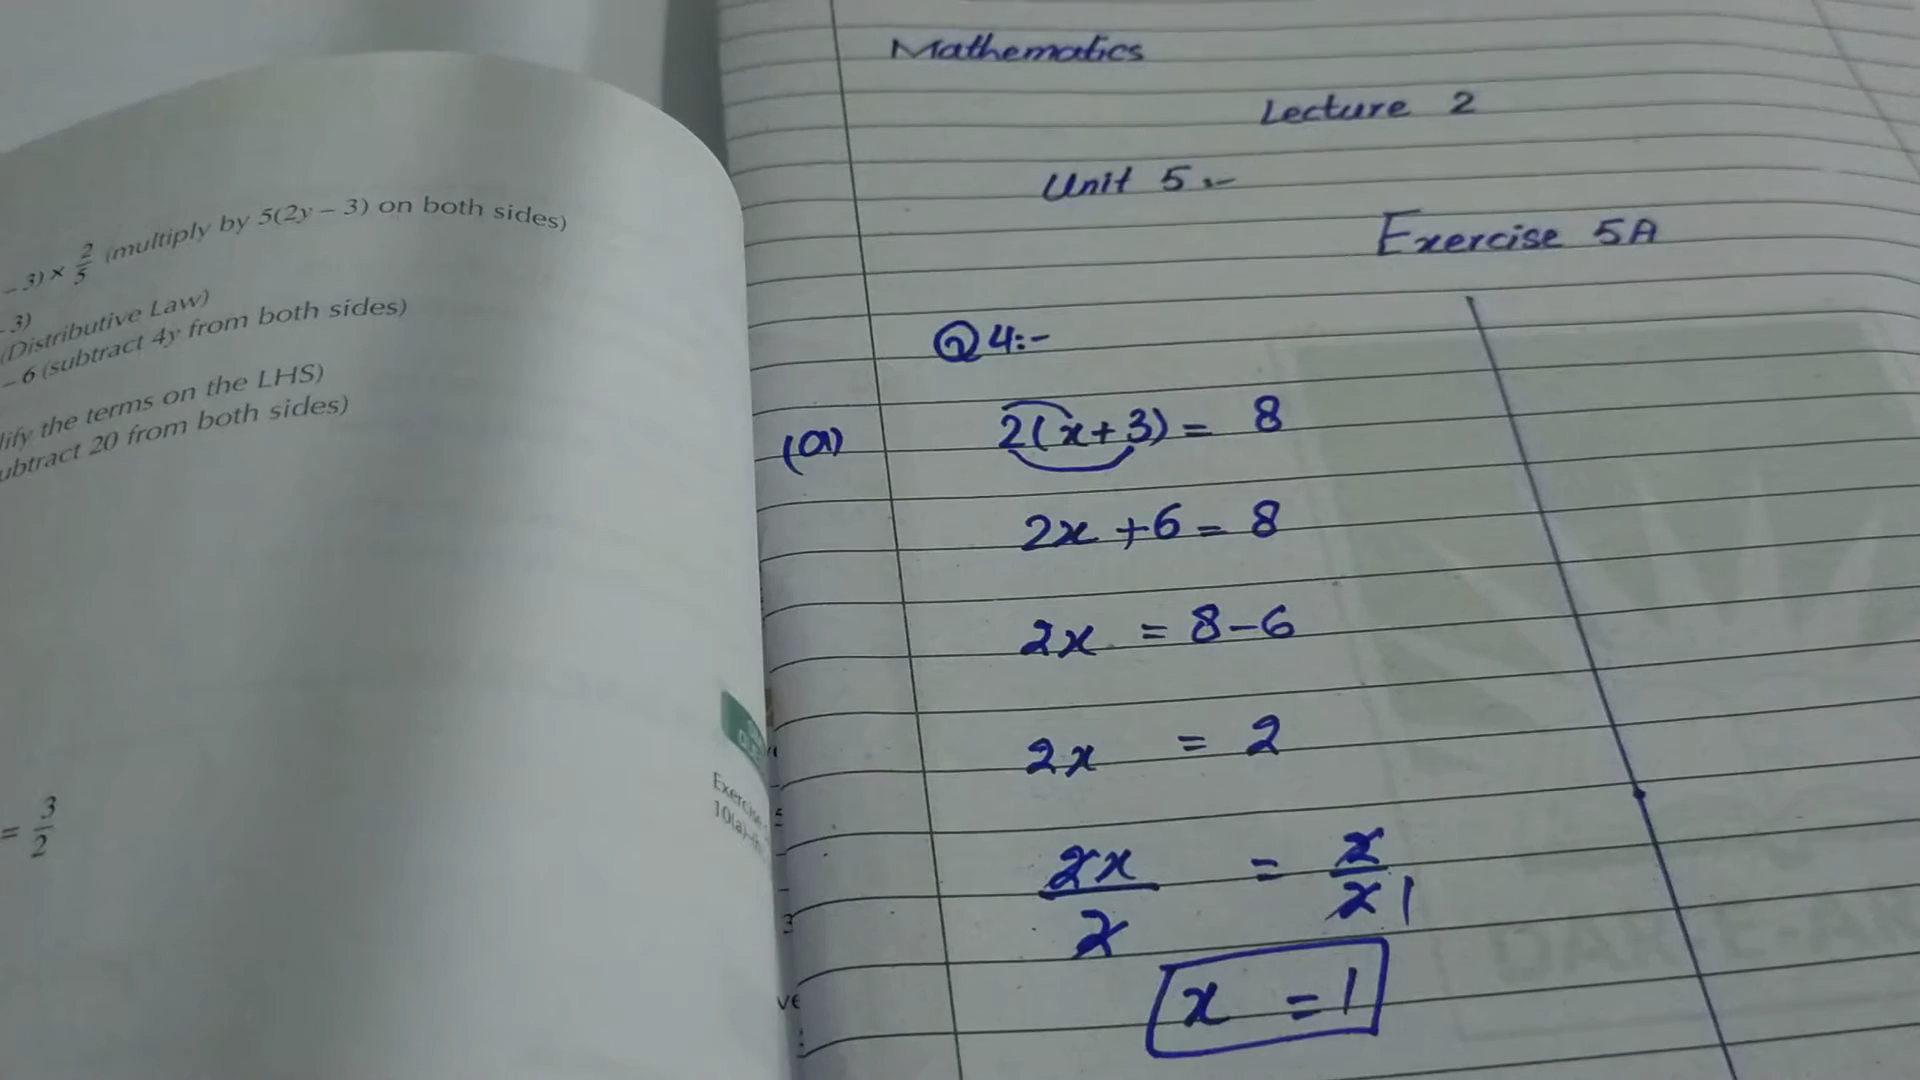 – 3) × 2/5 (multiply by 5(2y – 3) on both sides)
3)
(Distributive Law)
– 6 (subtract 4y from both sides)
the terms on the LHS)
20 from both sides)
= 3/2
10(a)
Mathematics
Lecture 2
Unit 5:-
Exercise 5A
Q4:-
(a) 2(x+3) = 8
2x + 6 = 8
2x = 8-6
2x = 2
2x/2 = 2/2 1
x = 1